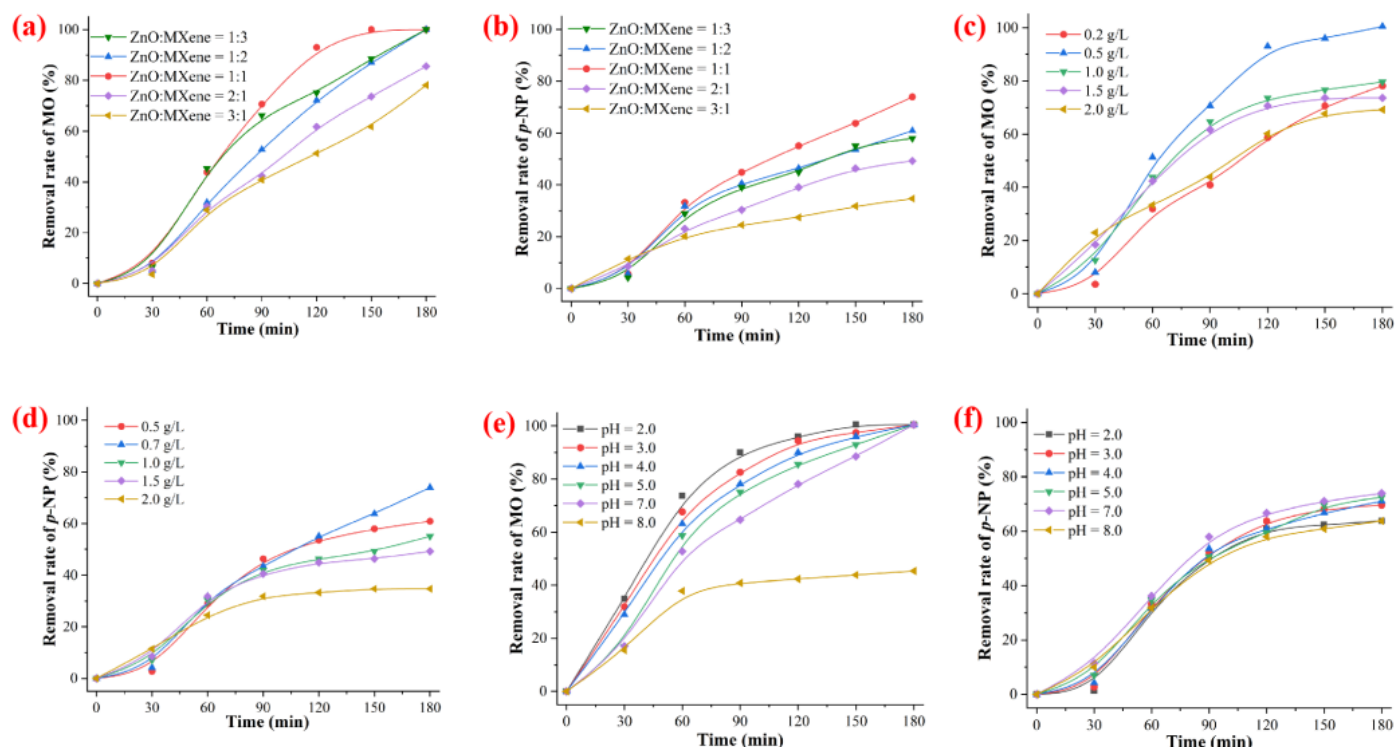 (a)
ZnO:MXene = 1:3
ZnO:MXene = 1:2
ZnO:MXene = 1:1
ZnO:MXene = 2:1
ZnO:MXene = 3:1
Removal rate of MO (%)
100
80
60
40
20
0
0 30 60 90 120 150 180
Time (min)
(b)
ZnO:MXene = 1:3
ZnO:MXene = 1:2
ZnO:MXene = 1:1
ZnO:MXene = 2:1
ZnO:MXene = 3:1
Removal rate of p-NP (%)
100
80
60
40
20
0
0 30 60 90 120 150 180
Time (min)
(c)
0.2 g/L
0.5 g/L
1.0 g/L
1.5 g/L
2.0 g/L
Removal rate of MO (%)
100
80
60
40
20
0
0 30 60 90 120 150 180
Time (min)
(d)
0.5 g/L
0.7 g/L
1.0 g/L
1.5 g/L
2.0 g/L
Removal rate of p-NP (%)
100
80
60
40
20
0
0 30 60 90 120 150 180
Time (min)
(e)
pH = 2.0
pH = 3.0
pH = 4.0
pH = 5.0
pH = 7.0
pH = 8.0
Removal rate of MO (%)
100
80
60
40
20
0
0 30 60 90 120 150 180
Time (min)
(f)
pH = 2.0
pH = 3.0
pH = 4.0
pH = 5.0
pH = 7.0
pH = 8.0
Removal rate of p-NP (%)
100
80
60
40
20
0
0 30 60 90 120 150 180
Time (min)